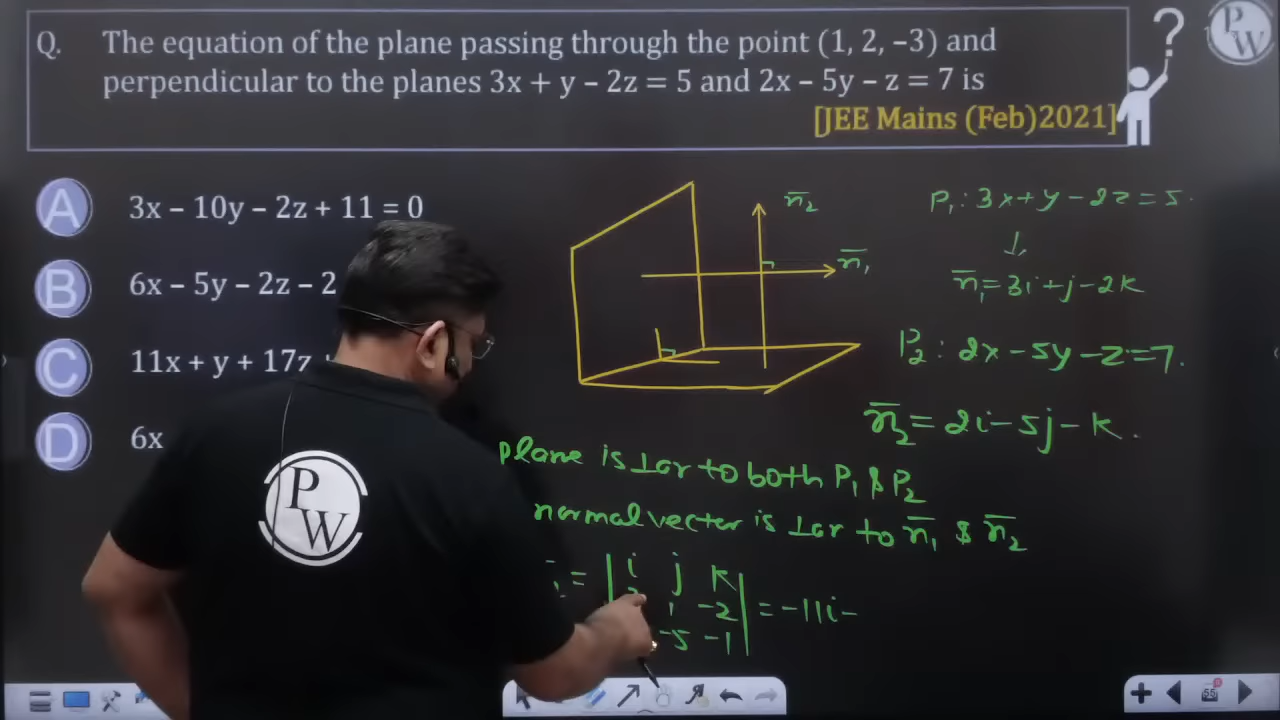 Q. The equation of the plane passing through the point (1, 2, –3) and
perpendicular to the planes 3x + y – 2z = 5 and 2x – 5y – z = 7 is
[JEE Mains (Feb)2021]
?
P
W
A 3x – 10y – 2z + 11 = 0
B 6x – 5y – 2z – 2
C 11x + y + 17z
D 6x
n̅₂
n̅₁
P₁: 3x+y–2z=5.
n̅₁=3i+j–2k
P₂: 2x–5y–z=7.
n̅₂=2i–5j–k.
plane is ⊥ar to both P₁ & P₂
normal vector is ⊥ar to n̅₁ & n̅₂
= | i j k |
1 –2 = –11i–
–5 –1
P
W
55